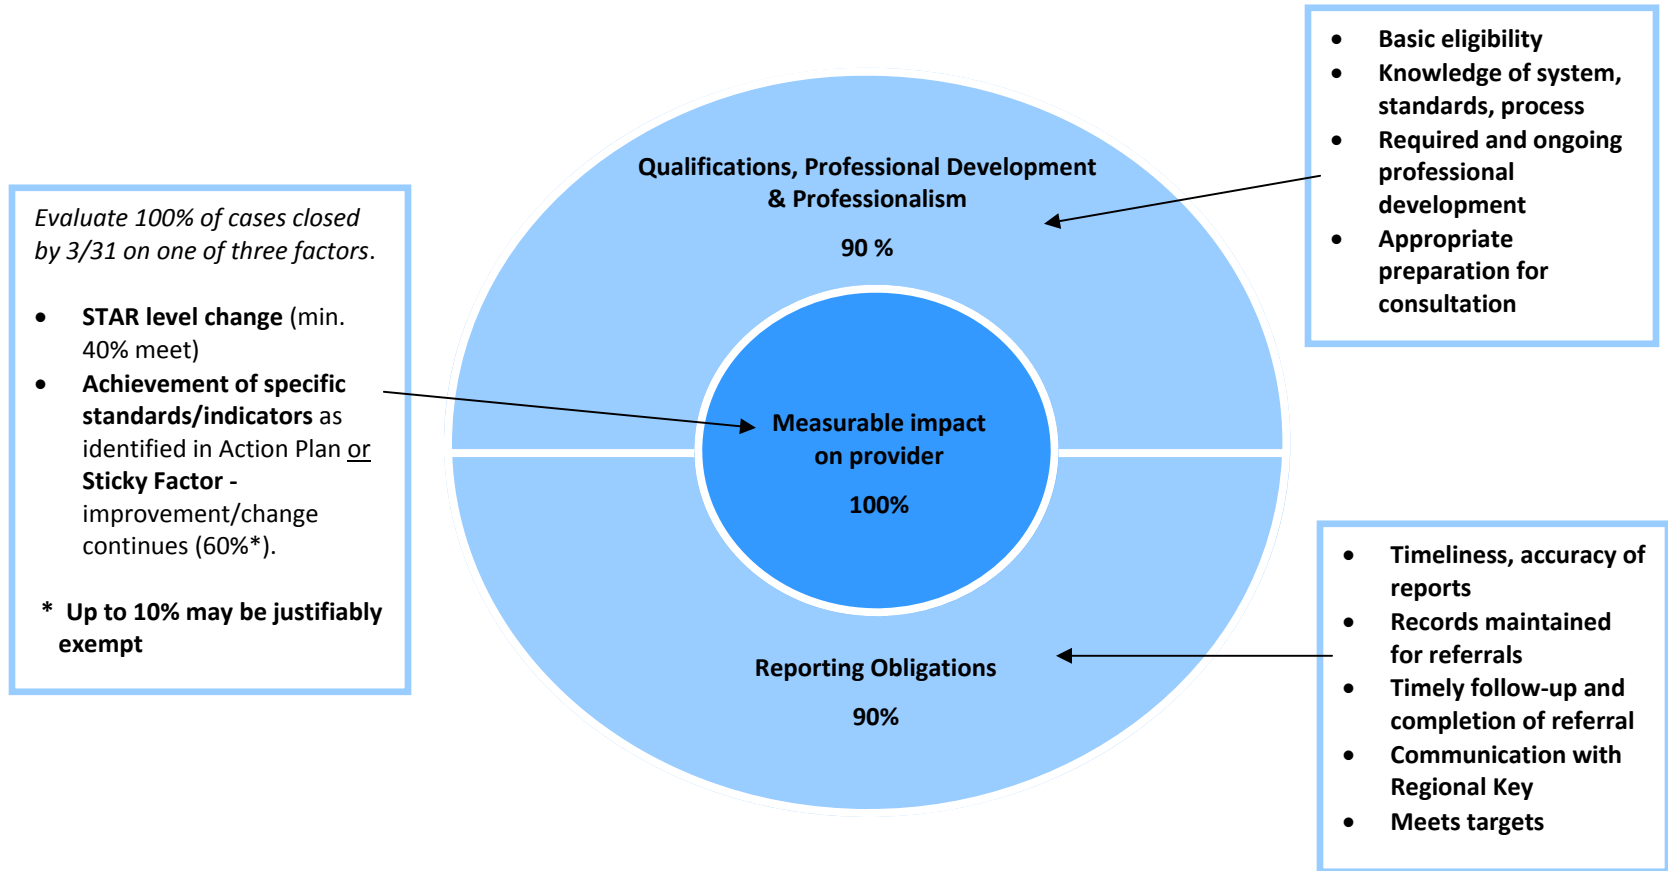 Evaluate 100% of cases closed
by 3/31 on one of three factors.
• STAR level change (min.
40% meet)
• Achievement of specific
standards/indicators as
identified in Action Plan or
Sticky Factor -
improvement/change
continues (60%*).
* Up to 10% may be justifiably
exempt
Qualifications, Professional Development
& Professionalism
90 %
Measurable impact
on provider
100%
Reporting Obligations
90%
• Basic eligibility
• Knowledge of system,
standards, process
• Required and ongoing
professional
development
• Appropriate
preparation for
consultation
• Timeliness, accuracy of
reports
• Records maintained
for referrals
• Timely follow-up and
completion of referral
• Communication with
Regional Key
• Meets targets